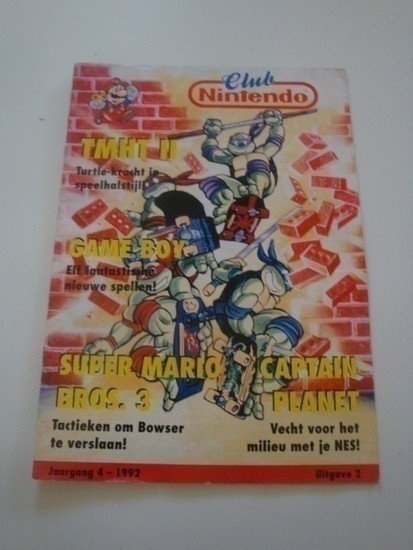 Club
Nintendo
TMHT II
Turtle-kracht in
speelhalstijl!
GAME BOY
Elf fantastische
nieuwe spellen!
SUPER MARIO
BROS. 3
Tactieken om Bowser
te verslaan!
CAPTAIN
PLANET
Vecht voor het
milieu met je NES!
Jaargang 4 - 1992
Uitgave 2